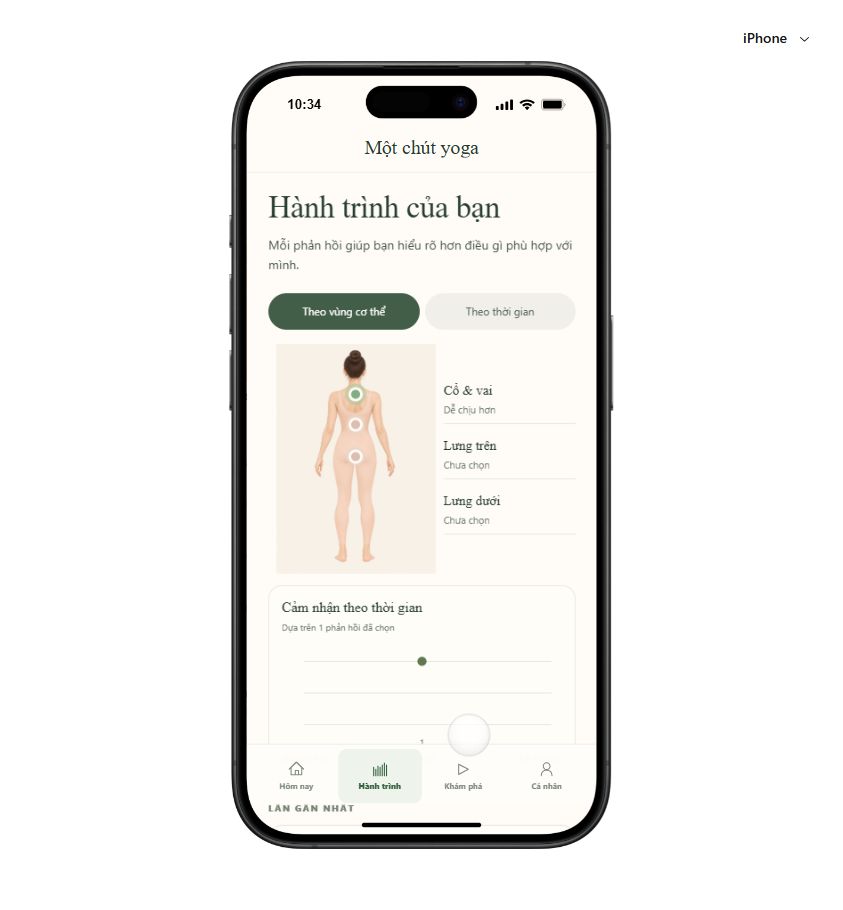 iPhone
10:34
Một chút yoga
Hành trình của bạn
Mỗi phản hồi giúp bạn hiểu rõ hơn điều gì phù hợp với
mình.
Theo vùng cơ thể
Theo thời gian
Cổ & vai
Dễ chịu hơn
Lưng trên
Chưa chọn
Lưng dưới
Chưa chọn
Cảm nhận theo thời gian
Dựa trên 1 phản hồi đã chọn
1
Hôm nay
Hành trình
Khám phá
Cá nhân
LẦN GẦN NHẤT